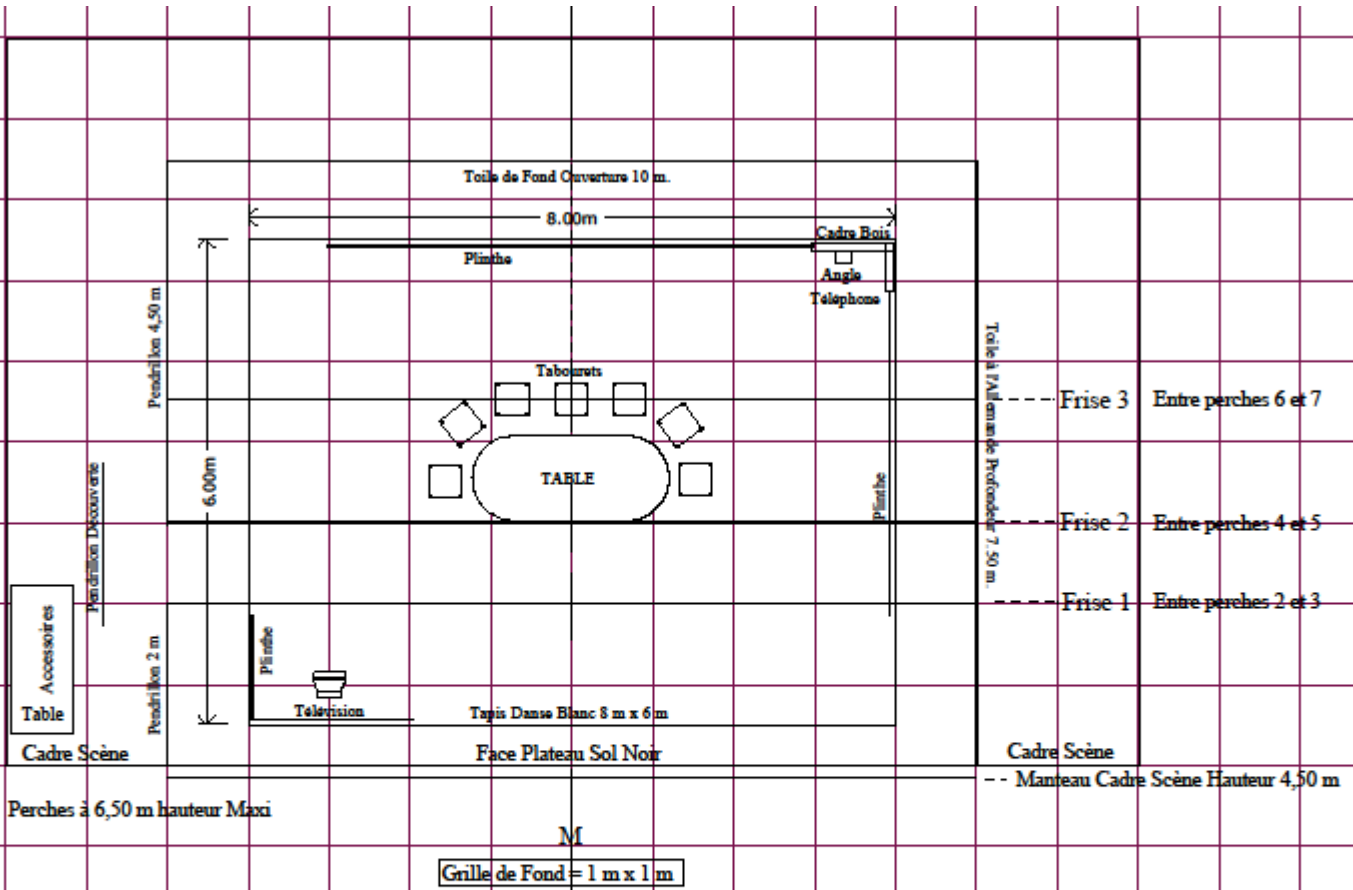 Toile de Fond Ouverture 10 m.
8.00m
Cadre Bois
Plinthe
Angle
Téléphone
Pendrillon 4,50 m
Toile à l'Allemande Profondeur 7.50 m.
Tabourets
Frise 3 Entre perches 6 et 7
6.00m
TABLE
Plinthe
Pendrillon Découverte
Frise 2 Entre perches 4 et 5
Frise 1 Entre perches 2 et 3
Accessoires
Table
Pendrillon 2 m
Plinthe
Télévision
Tapis Danse Blanc 8 m x 6 m
Cadre Scène
Face Plateau Sol Noir
Cadre Scène
Manteau Cadre Scène Hauteur 4,50 m
Perches à 6,50 m hauteur Maxi
M
Grille de Fond = 1 m x 1 m